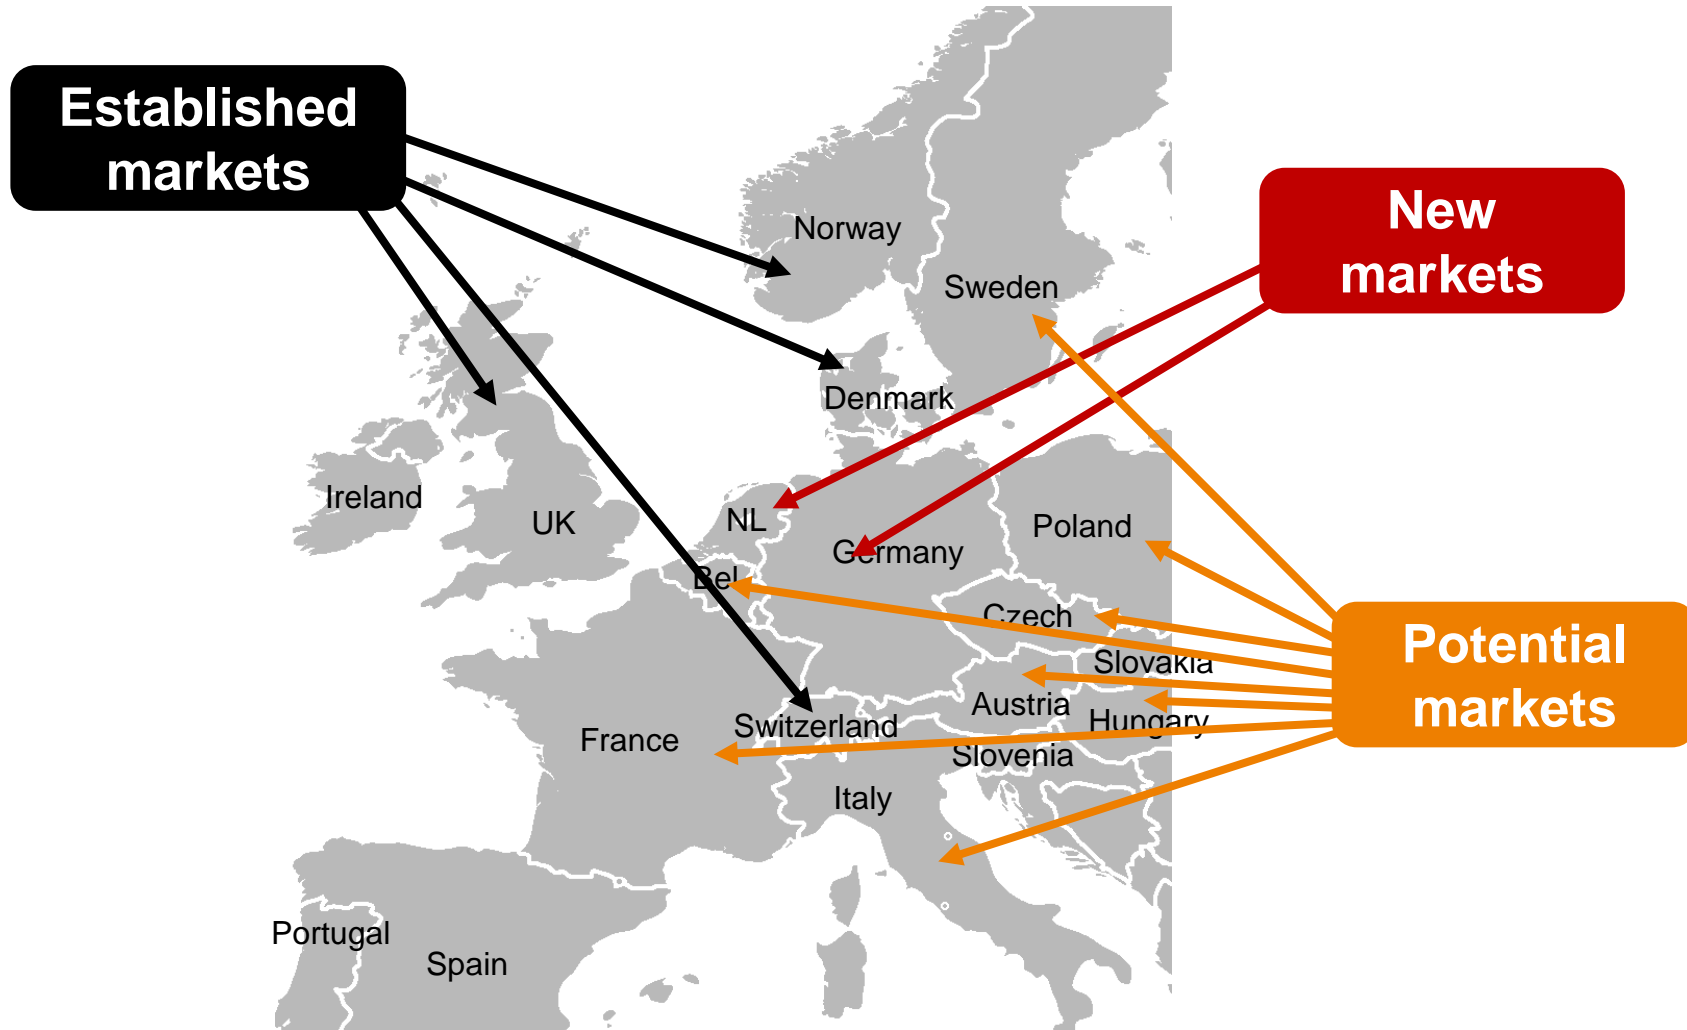 Established
markets
New
markets
Norway
Sweden
Denmark
Ireland
UK
NL
Poland
Germany
Bel
Czech
Slovakia
Austria
Hungary
Switzerland
France
Slovenia
Italy
Portugal
Spain
Potential
markets